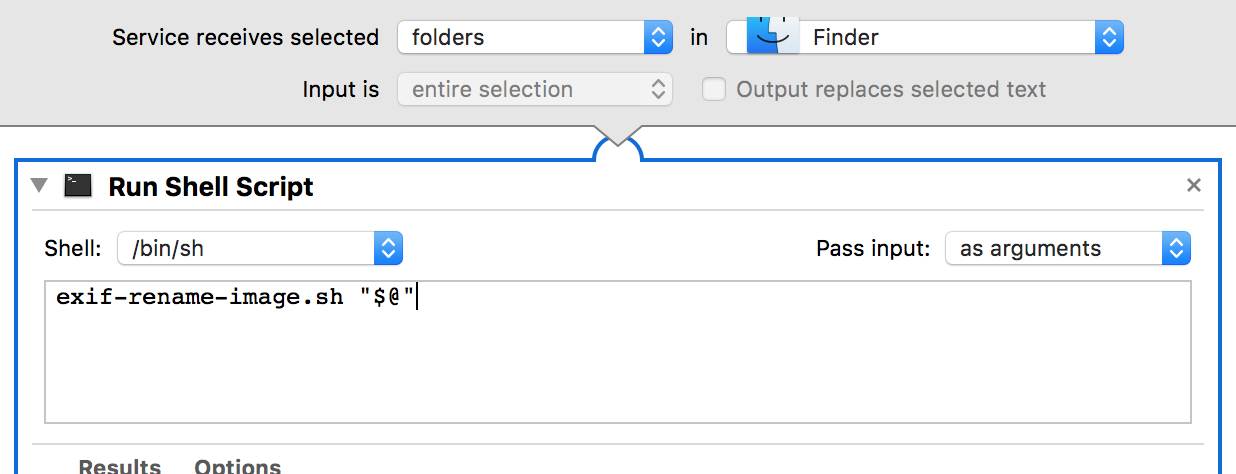 Service receives selected folders in Finder
Input is entire selection Output replaces selected text
Run Shell Script
Shell: /bin/sh Pass input: as arguments
exif-rename-image.sh "$@"
Results Options